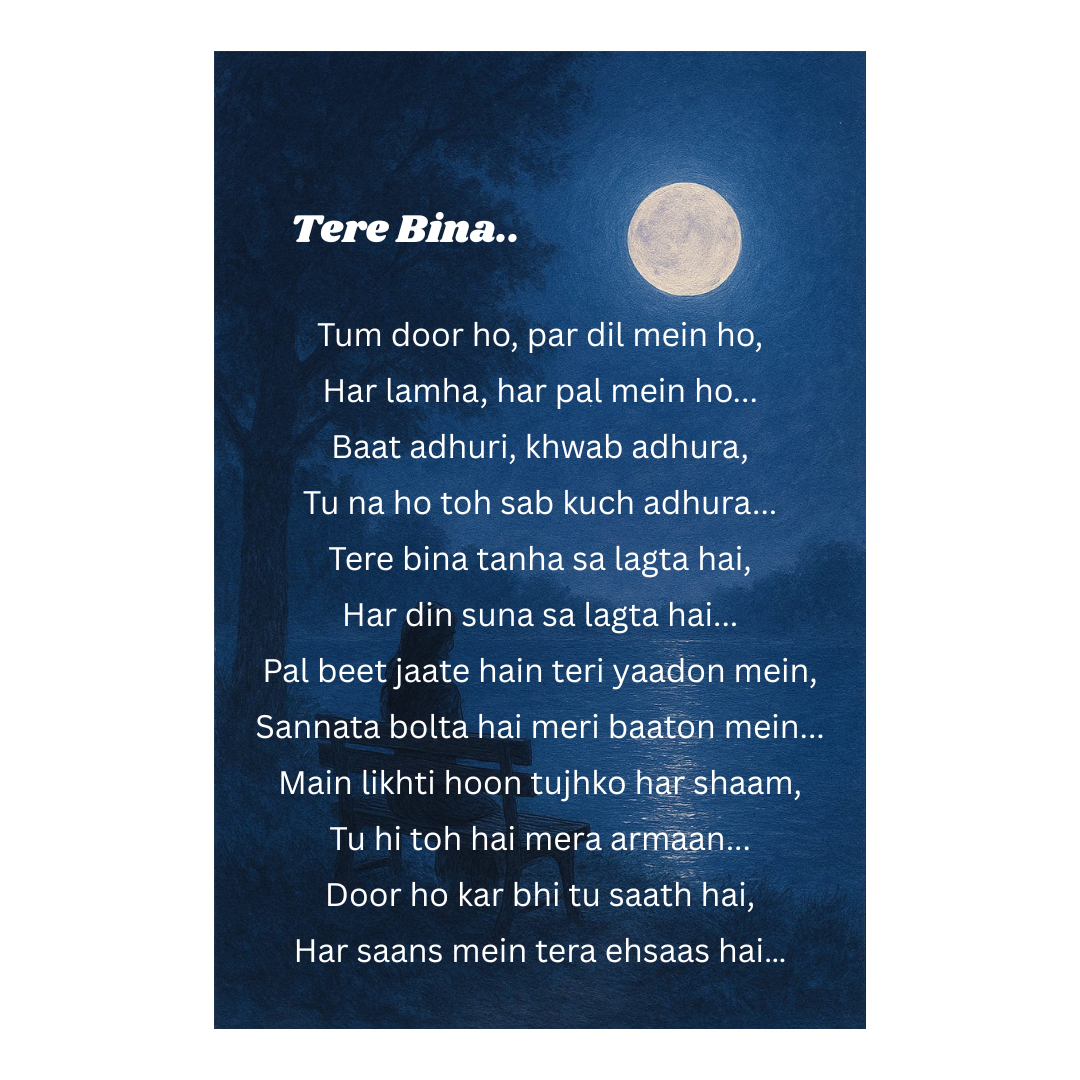 Tere Bina..
Tum door ho, par dil mein ho,
Har lamha, har pal mein ho...
Baat adhuri, khwab adhura,
Tu na ho toh sab kuch adhura...
Tere bina tanha sa lagta hai,
Har din suna sa lagta hai...
Pal beet jaate hain teri yaadon mein,
Sannata bolta hai meri baaton mein...
Main likhti hoon tujhko har shaam,
Tu hi toh hai mera armaan...
Door ho kar bhi tu saath hai,
Har saans mein tera ehsaas hai...